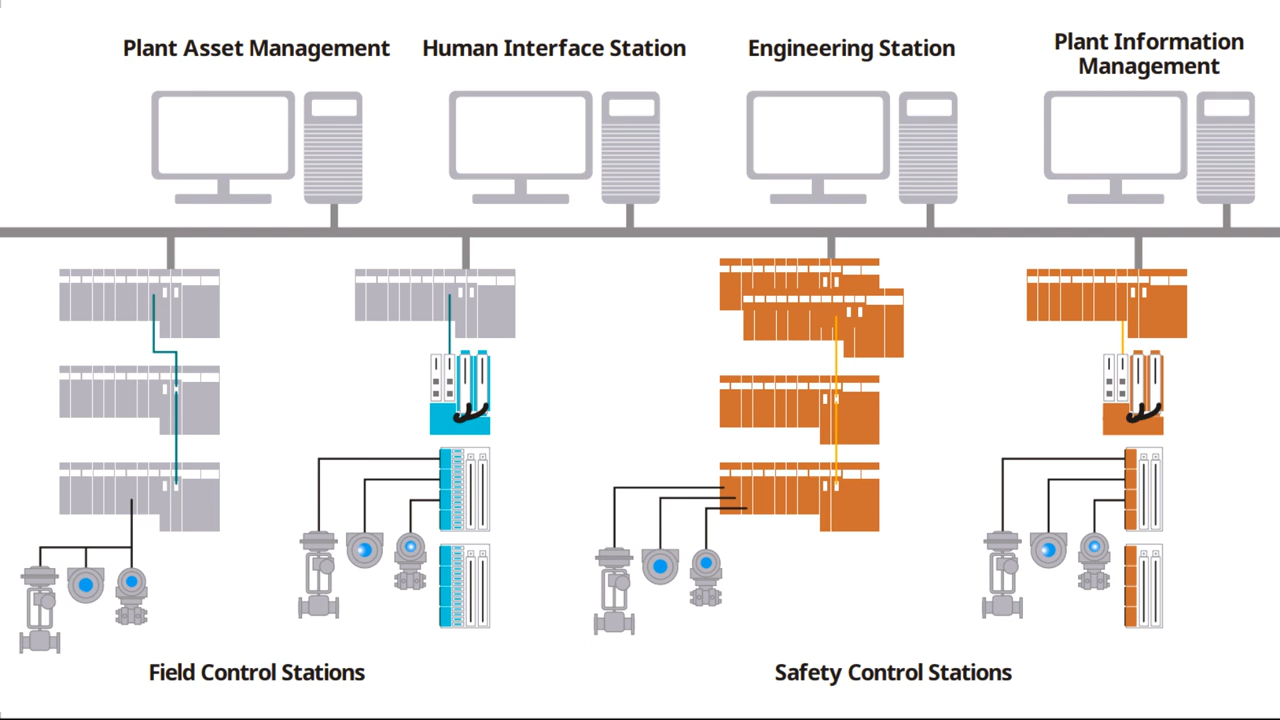 Plant Asset Management
Human Interface Station
Engineering Station
Plant Information
Management
Field Control Stations
Safety Control Stations